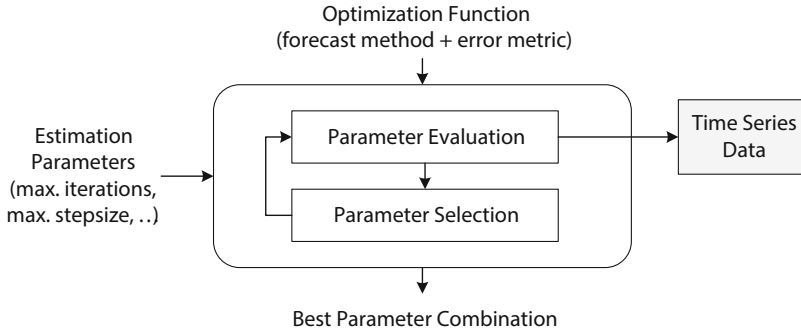 Optimization Function
(forecast method + error metric)
Estimation
Parameters
(max. iterations,
max. stepsize, ...)
Parameter Evaluation
Parameter Selection
Time Series
Data
Best Parameter Combination